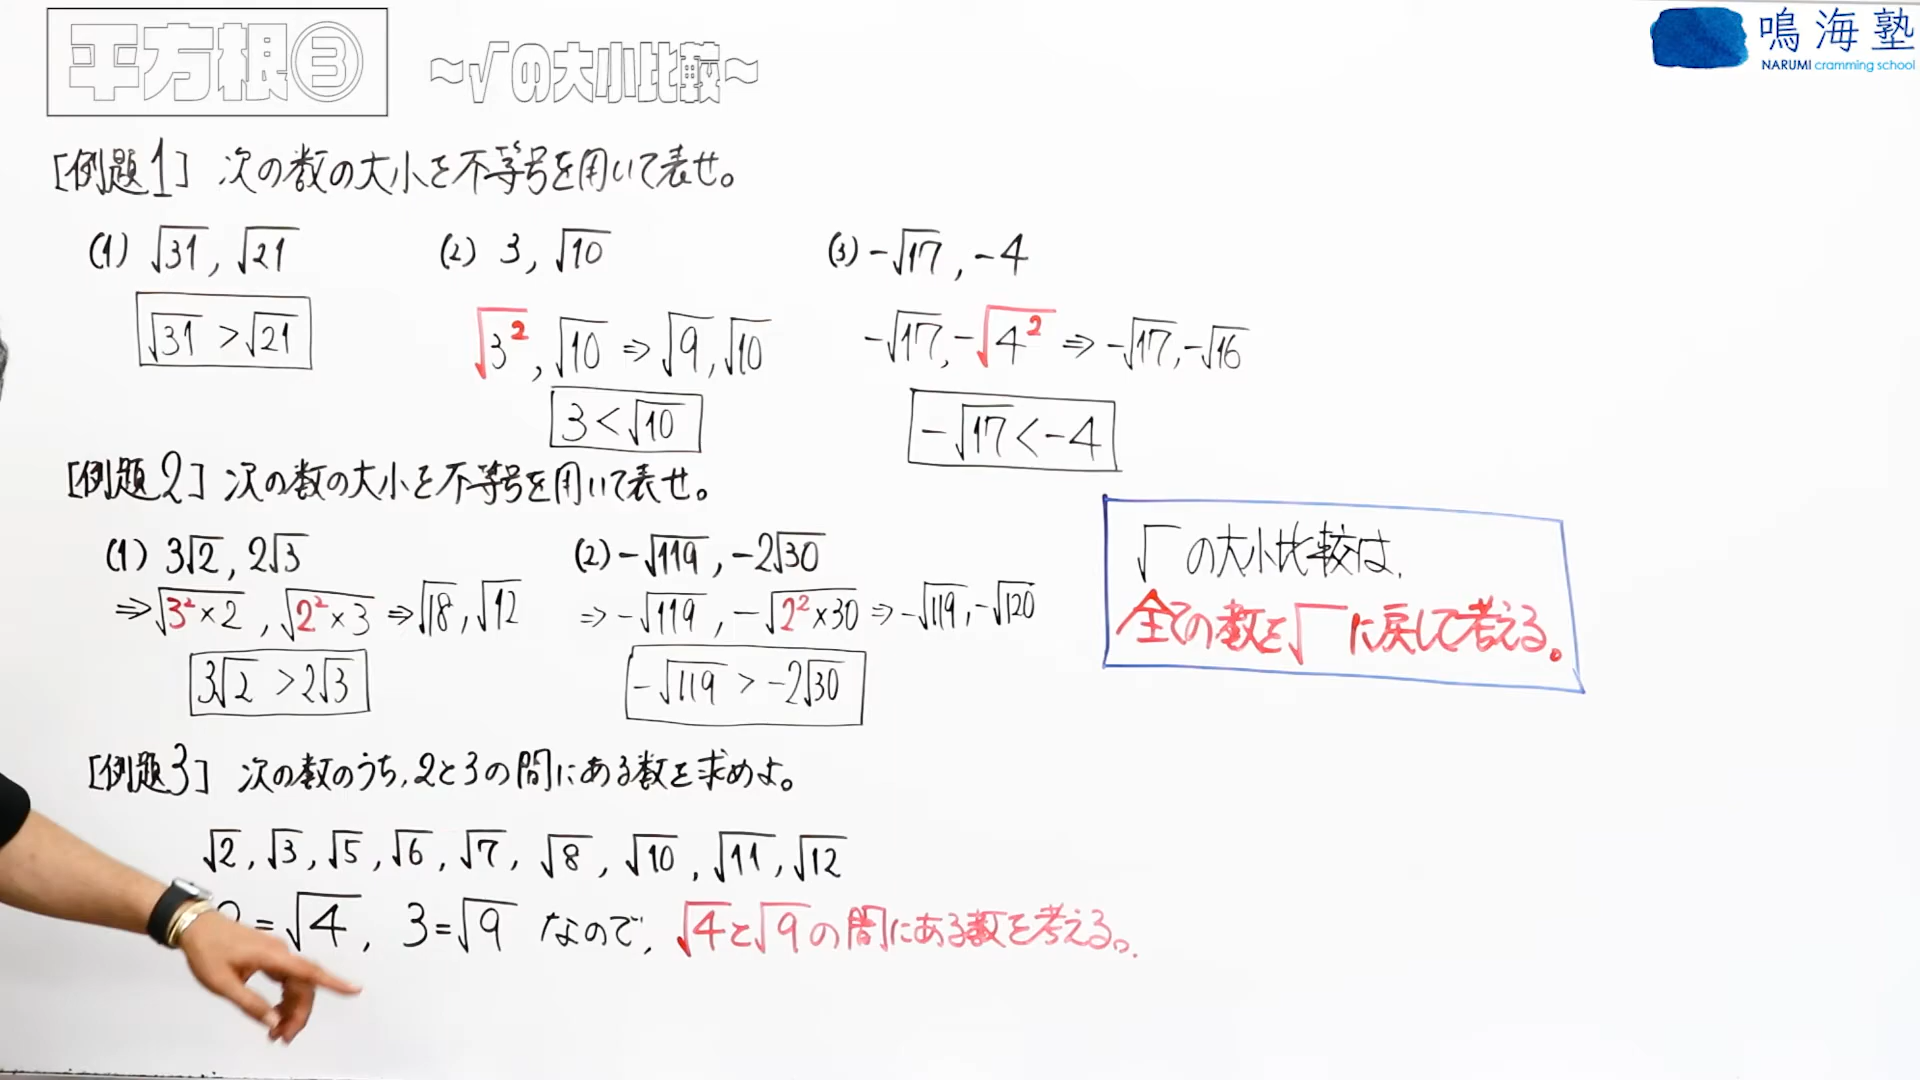 平方根③ ~√の大小比較~
鳴海塾
NARUMI cramming school
[例題1] 次の数の大小を不等号を用いて表せ。
(1) √31, √21 (2) 3, √10 (3) -√17, -4
√31 > √21 √3², √10 ⇒ √9, √10 -√17, -√4² ⇒ -√17, -√16
3 < √10 -√17 < -4
[例題2] 次の数の大小を不等号を用いて表せ。
(1) 3√2, 2√3 (2) -√119, -2√30
⇒ √3²×2, √2²×3 ⇒ √18, √12 ⇒ -√119, -√2²×30 ⇒ -√119, -√120
3√2 > 2√3 -√119 > -2√30
√ の大小比較は,
全ての数を√ に戻して考える。
[例題3] 次の数のうち, 2と3の間にある数を求めよ。
√2, √3, √5, √6, √7, √8, √10, √11, √12
=√4, 3=√9 なので, √4と√9の間にある数を考える。